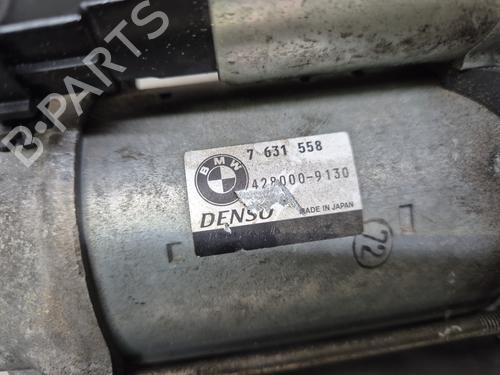 B-PARTS
7 631 558
BMW
428000-9130
DENSO
MADE IN JAPAN
72